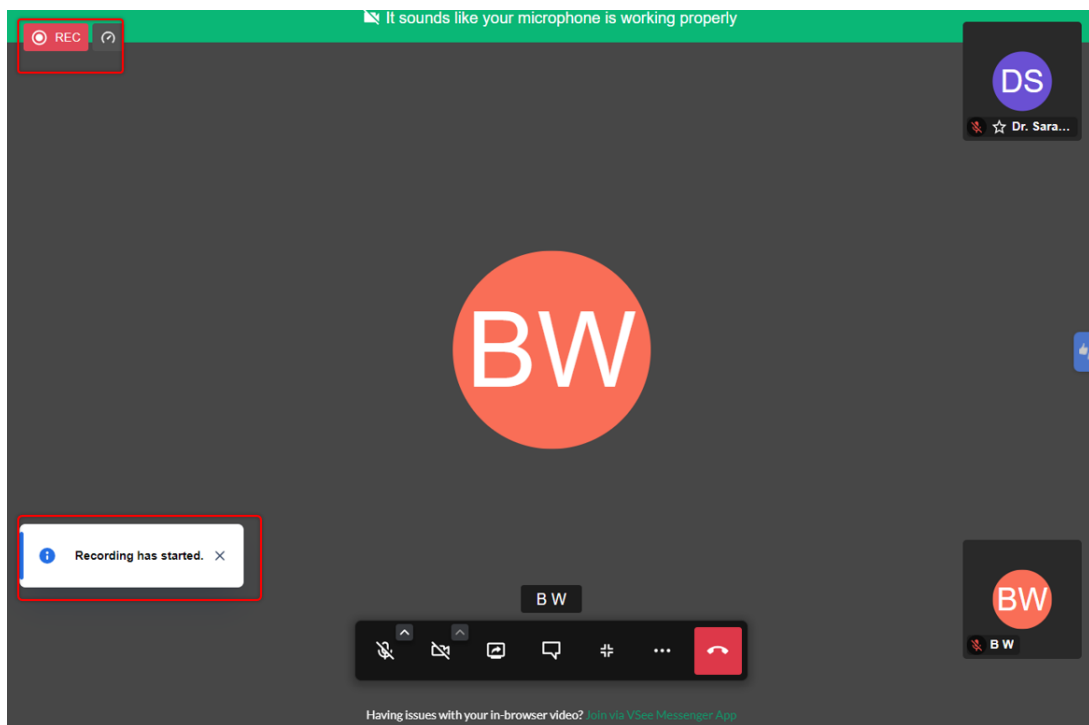 It sounds like your microphone is working properly
REC
DS
Dr. Sara...
BW
Recording has started.
B W
BW
B W
Having issues with your in-browser video? Join via VSee Messenger App